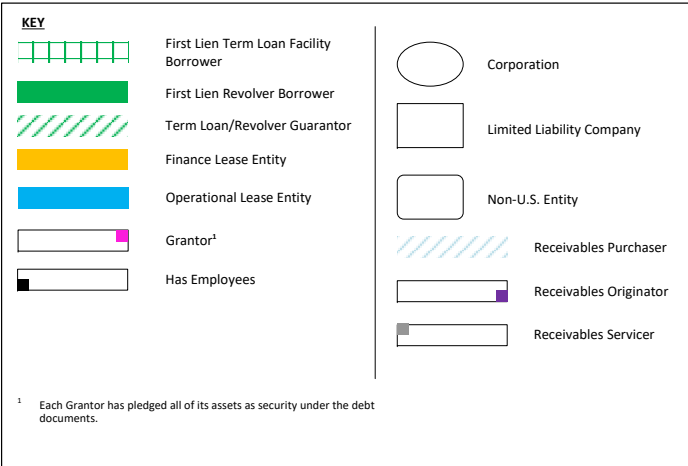 KEY
First Lien Term Loan Facility
Borrower
First Lien Revolver Borrower
Term Loan/Revolver Guarantor
Finance Lease Entity
Operational Lease Entity
Grantor¹
Has Employees
Corporation
Limited Liability Company
Non-U.S. Entity
Receivables Purchaser
Receivables Originator
Receivables Servicer
¹ Each Grantor has pledged all of its assets as security under the debt
documents.